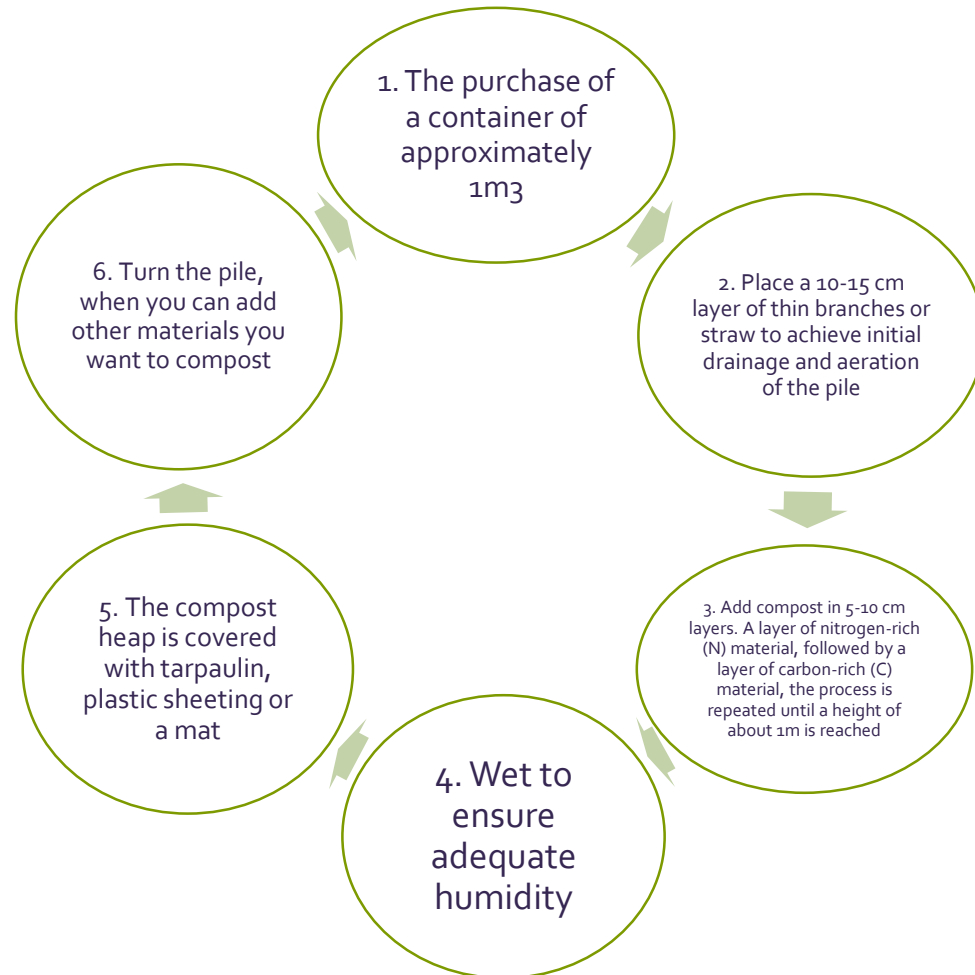 1. The purchase of
a container of
approximately
1m3
2. Place a 10-15 cm
layer of thin branches or
straw to achieve initial
drainage and aeration
of the pile
3. Add compost in 5-10 cm
layers. A layer of nitrogen-rich
(N) material, followed by a
layer of carbon-rich (C)
material, the process is
repeated until a height of
about 1m is reached
4. Wet to
ensure
adequate
humidity
5. The compost
heap is covered
with tarpaulin,
plastic sheeting or
a mat
6. Turn the pile,
when you can add
other materials you
want to compost